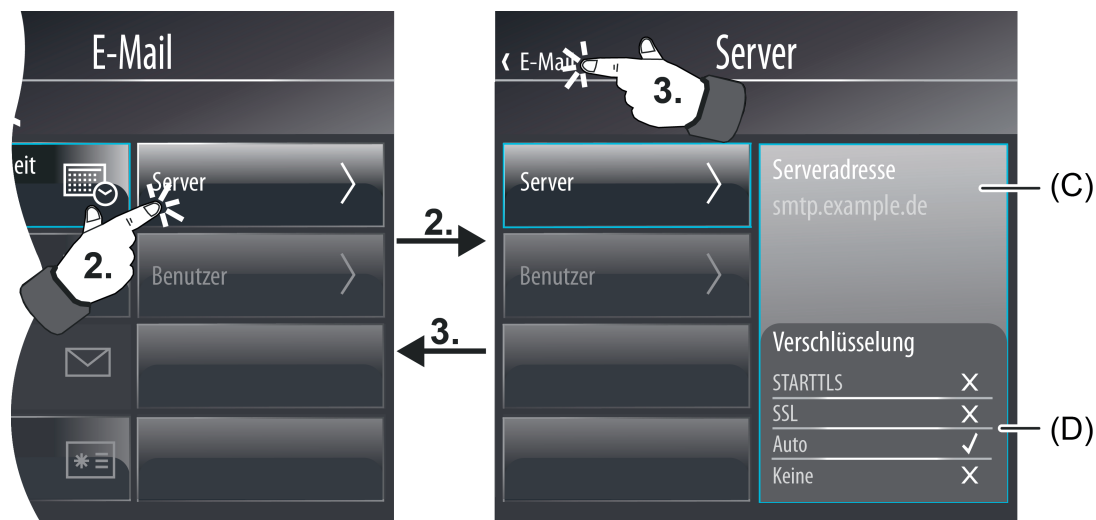 E-Mail
eit
Server
Benutzer
2.
2.
3.
‹ E-Mail
Server
3.
Server
Benutzer
Serveradresse
smtp.example.de
Verschlüsselung
STARTTLS X
SSL X
Auto ✓
Keine X
(C)
(D)